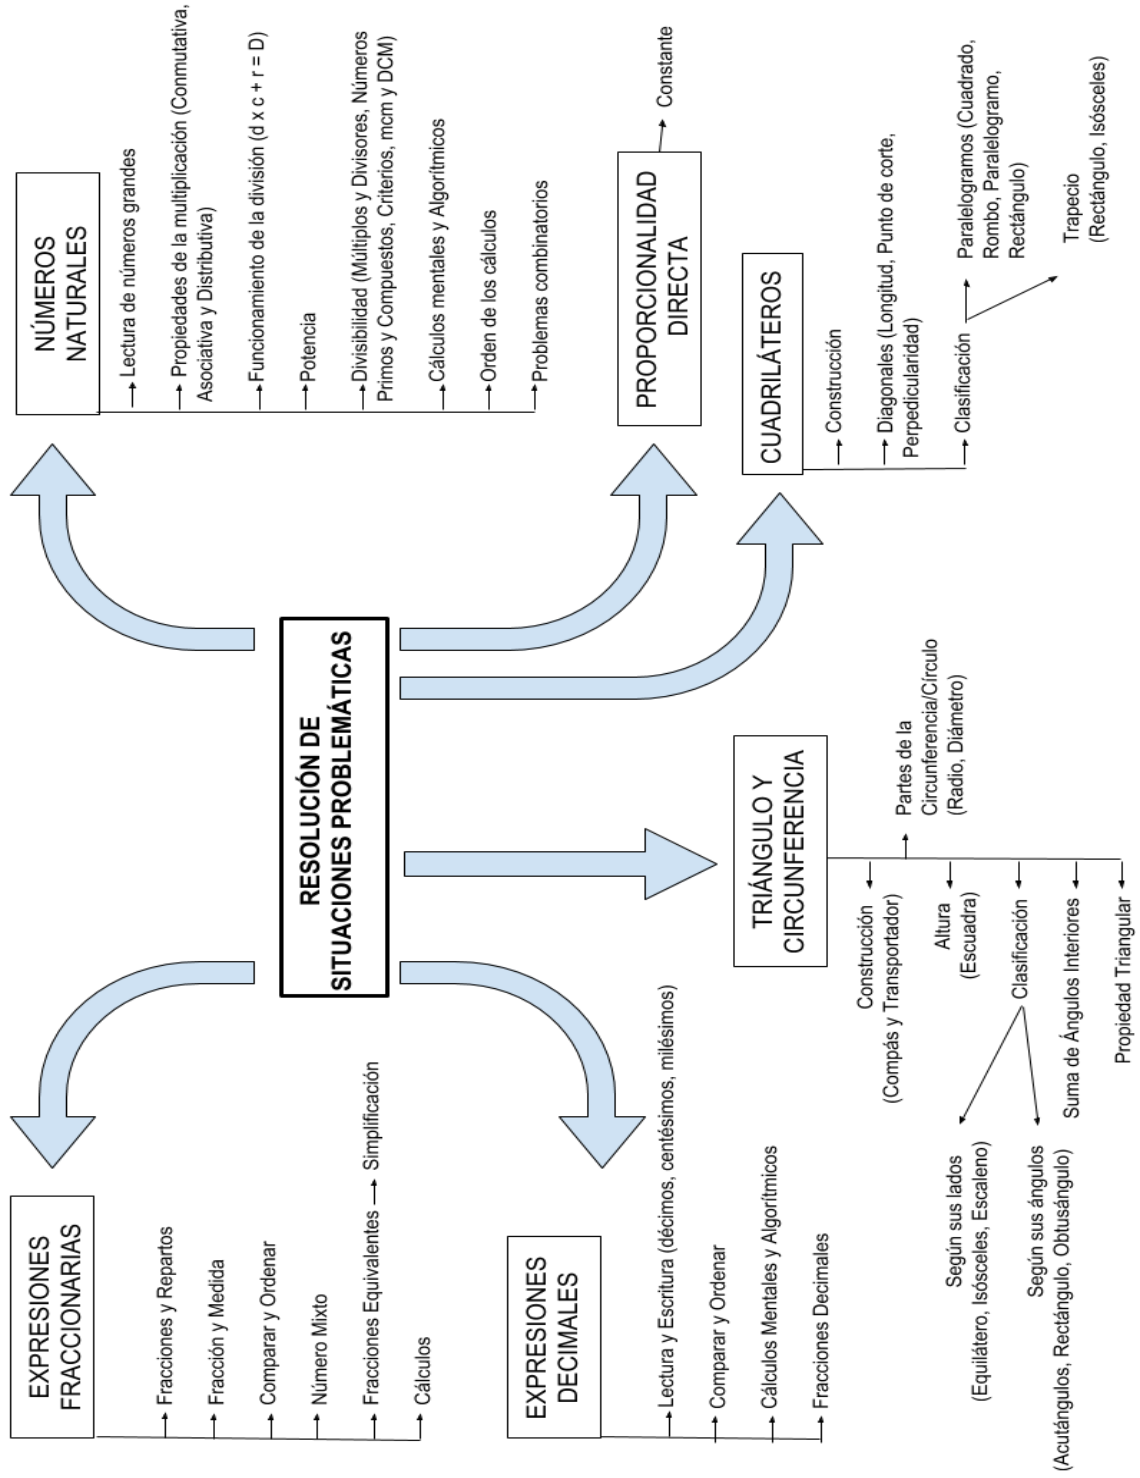 RESOLUCIÓN DE
SITUACIONES PROBLEMÁTICAS
EXPRESIONES
FRACCIONARIAS
Fracciones y Repartos
Fracción y Medida
Comparar y Ordenar
Número Mixto
Fracciones Equivalentes
Simplificación
Cálculos
NÚMEROS
NATURALES
Lectura de números grandes
Propiedades de la multiplicación (Conmutativa,
Asociativa y Distributiva)
Funcionamiento de la división (d x c + r = D)
Potencia
Divisibilidad (Múltiplos y Divisores, Números
Primos y Compuestos, Criterios, mcm y DCM)
Cálculos mentales y Algorítmicos
Orden de los cálculos
Problemas combinatorios
EXPRESIONES
DECIMALES
Lectura y Escritura (décimos, centésimos, milésimos)
Comparar y Ordenar
Cálculos Mentales y Algorítmicos
Fracciones Decimales
TRIÁNGULO Y
CIRCUNFERENCIA
Construcción
(Compás y Transportador)
Partes de la
Circunferencia/Círculo
(Radio, Diámetro)
Altura
(Escuadra)
Clasificación
Según sus lados
(Equilátero, Isósceles, Escaleno)
Según sus ángulos
(Acutángulos, Rectángulo, Obtusángulo)
Suma de Ángulos Interiores
Propiedad Triangular
PROPORCIONALIDAD
DIRECTA
Constante
CUADRILÁTEROS
Construcción
Diagonales (Longitud, Punto de corte,
Perpedicularidad)
Clasificación
Paralelogramos (Cuadrado,
Rombo, Paralelogramo,
Rectángulo)
Trapecio
(Rectángulo, Isósceles)